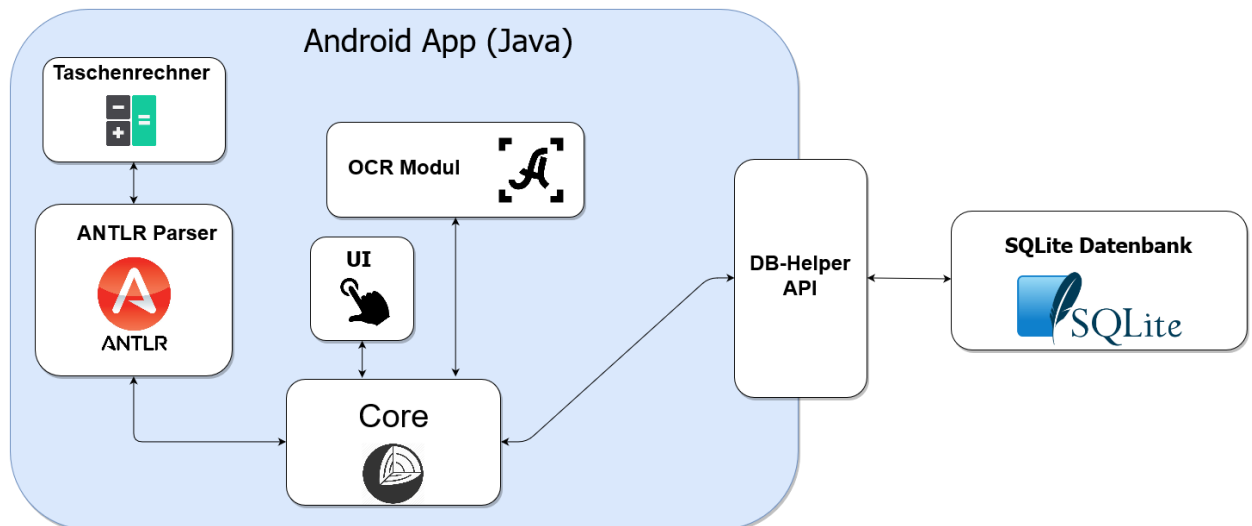 Android App (Java)
Taschenrechner
OCR Modul
ANTLR Parser
ANTLR
UI
Core
DB-Helper
API
SQLite Datenbank
SQLite